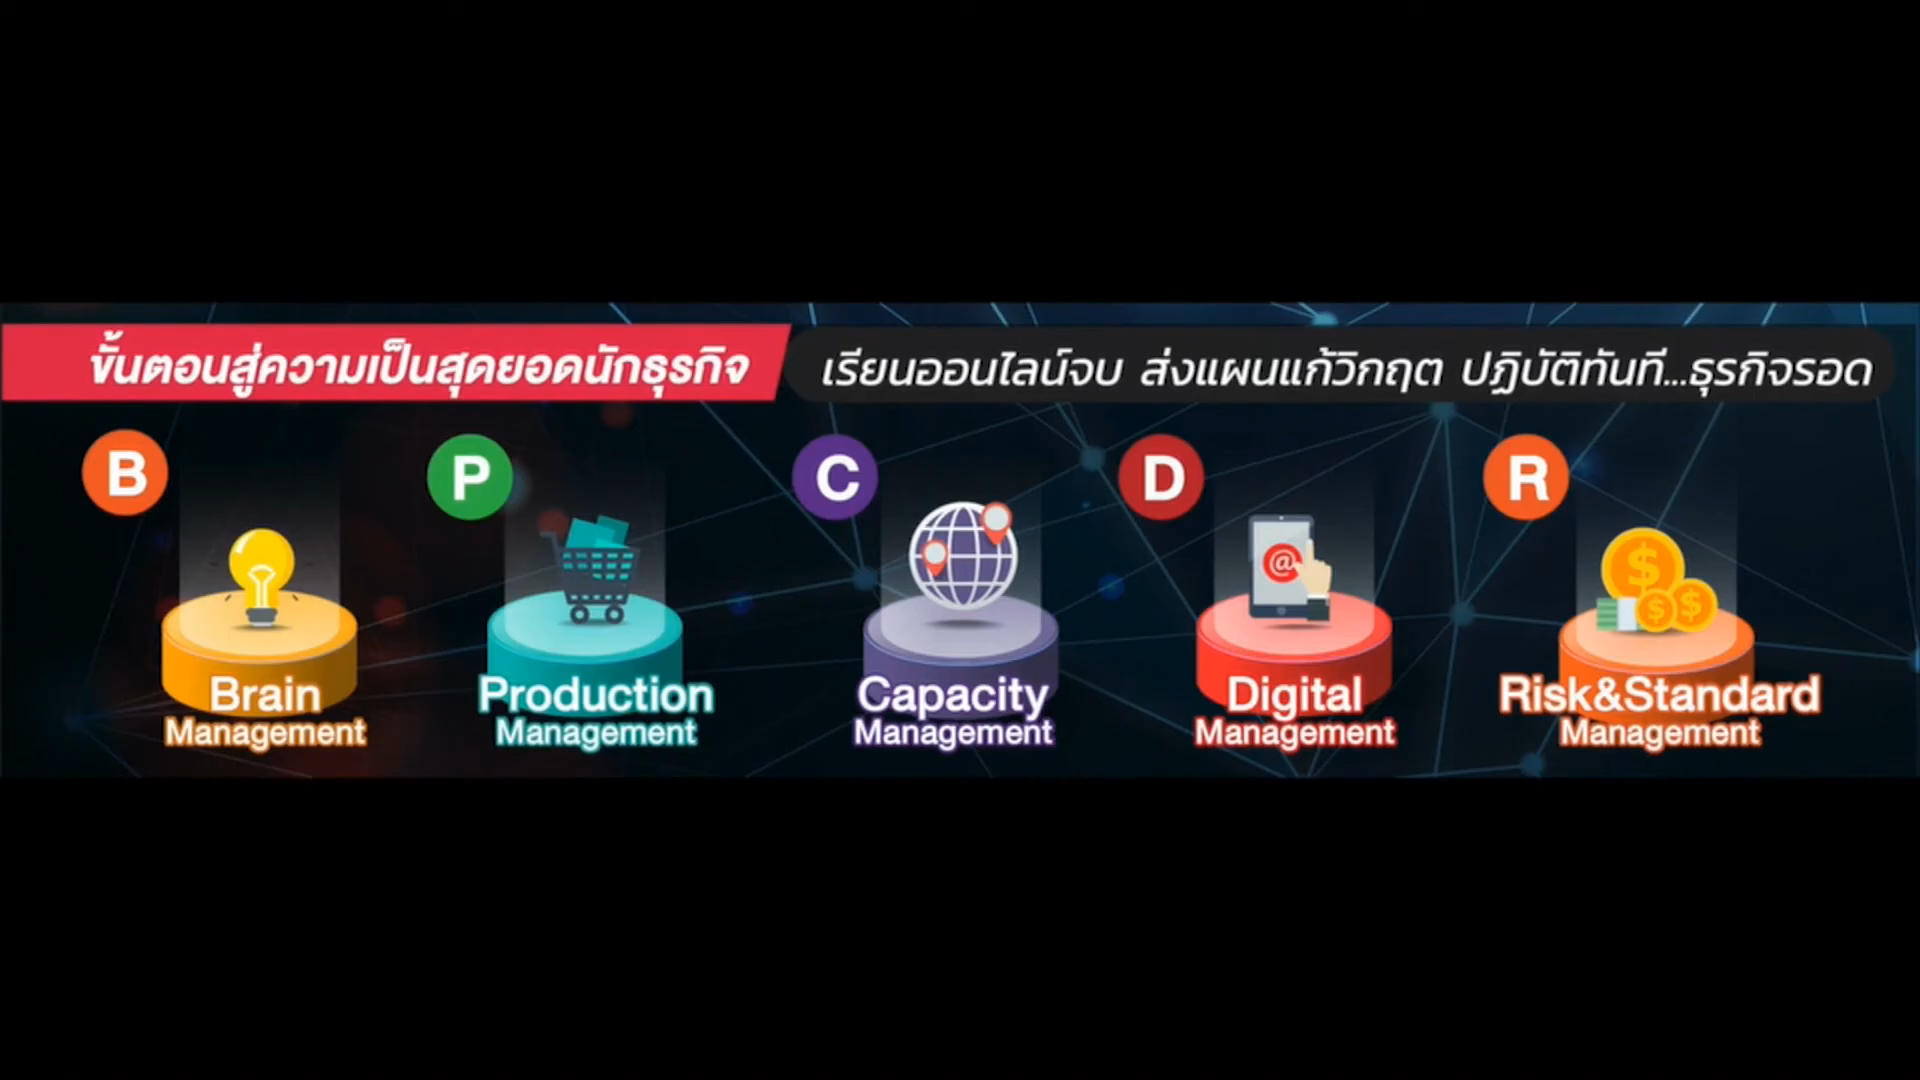 ขั้นตอนสู่ความเป็นสุดยอดนักธุรกิจ
เรียนออนไลน์จบ ส่งแผนแก้วิกฤต ปฏิบัติทันที...ธุรกิจรอด
B
Brain
Management
P
Production
Management
C
Capacity
Management
D
@
Digital
Management
R
$
$
$
Risk&Standard
Management